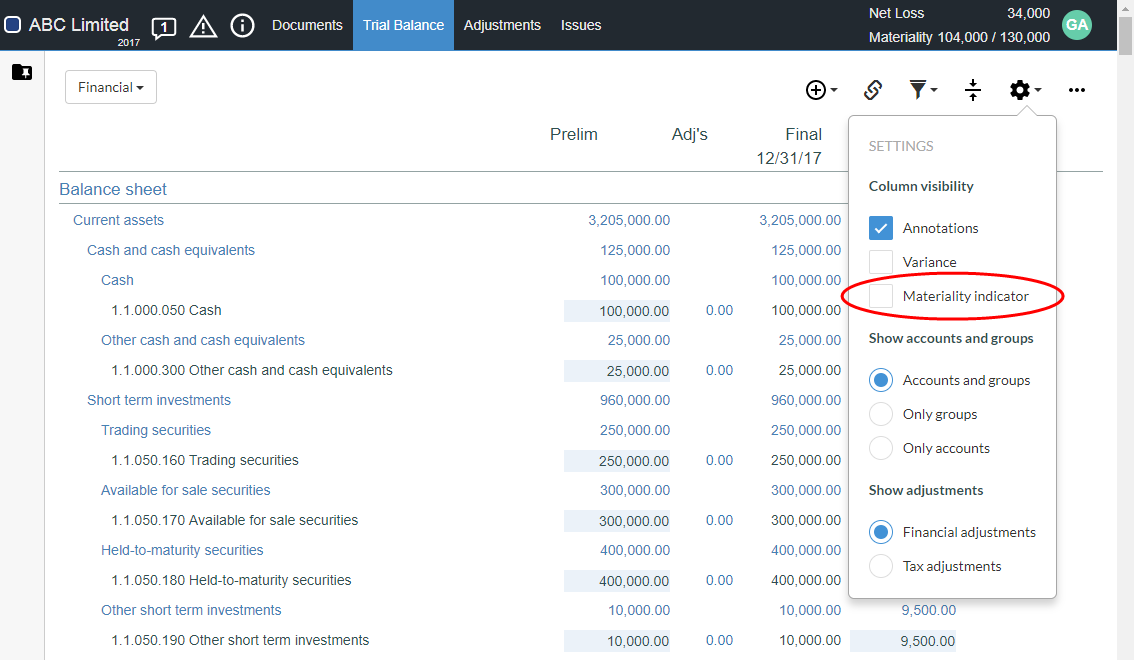 ABC Limited 1 Documents Trial Balance Adjustments Issues Net Loss 34,000 GA
2017 Materiality 104,000 / 130,000
Financial
Prelim Adj's Final
12/31/17
Balance sheet
Current assets 3,205,000.00 3,205,000.00
Cash and cash equivalents 125,000.00 125,000.00
Cash 100,000.00 100,000.00
1.1.000.050 Cash 100,000.00 0.00 100,000.00
Other cash and cash equivalents 25,000.00 25,000.00
1.1.000.300 Other cash and cash equivalents 25,000.00 0.00 25,000.00
Short term investments 960,000.00 960,000.00
Trading securities 250,000.00 250,000.00
1.1.050.160 Trading securities 250,000.00 0.00 250,000.00
Available for sale securities 300,000.00 300,000.00
1.1.050.170 Available for sale securities 300,000.00 0.00 300,000.00
Held-to-maturity securities 400,000.00 400,000.00
1.1.050.180 Held-to-maturity securities 400,000.00 0.00 400,000.00
Other short term investments 10,000.00 10,000.00 9,500.00
1.1.050.190 Other short term investments 10,000.00 0.00 10,000.00 9,500.00
SETTINGS
Column visibility
Annotations
Variance
Materiality indicator
Show accounts and groups
Accounts and groups
Only groups
Only accounts
Show adjustments
Financial adjustments
Tax adjustments